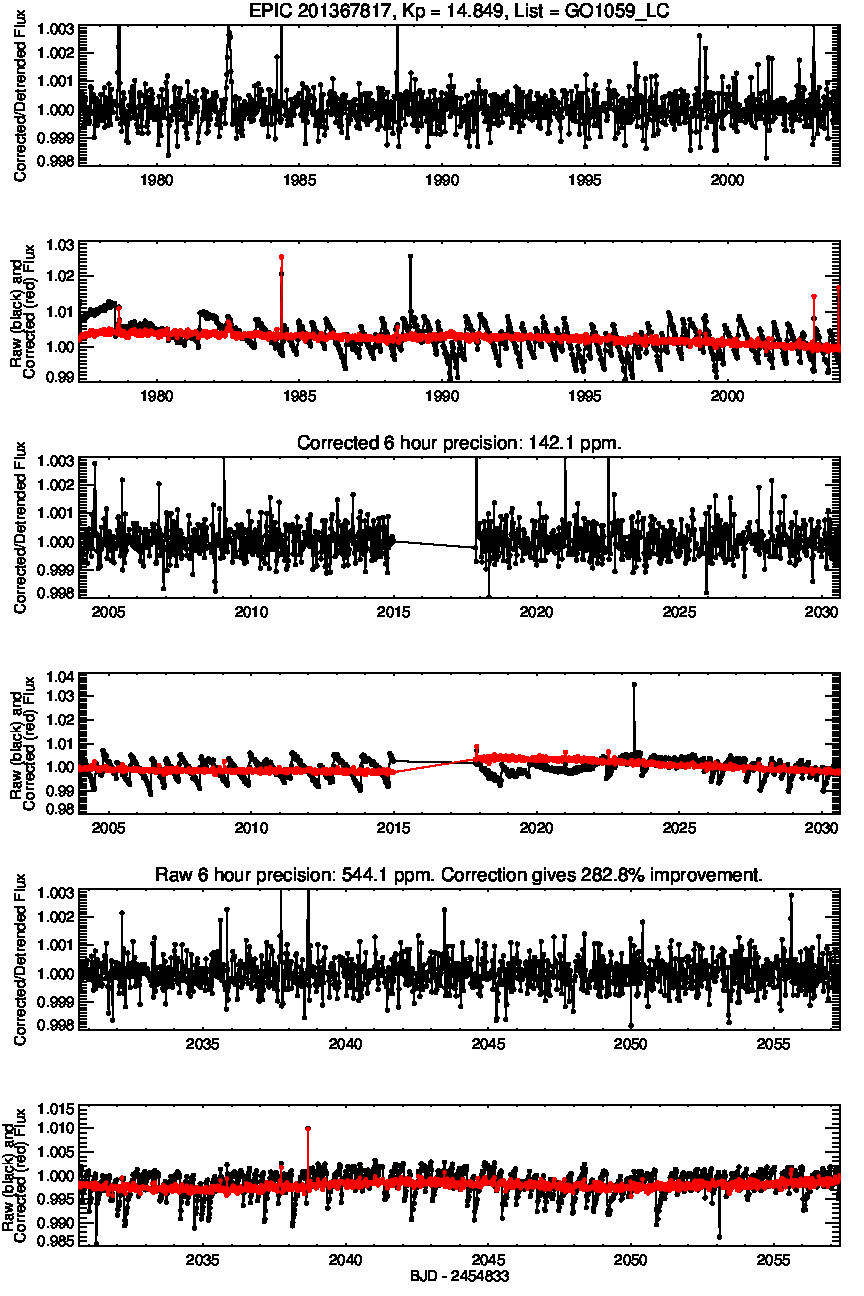 EPIC 201367817, Kp = 14.849, List = GO1059_LC
Corrected/Detrended Flux
1.003
1.002
1.001
1.000
0.999
0.998
1980 1985 1990 1995 2000
Raw (black) and
Corrected (red) Flux
1.03
1.02
1.01
1.00
0.99
1980 1985 1990 1995 2000
Corrected 6 hour precision: 142.1 ppm.
Corrected/Detrended Flux
1.003
1.002
1.001
1.000
0.999
0.998
2005 2010 2015 2020 2025 2030
Raw (black) and
Corrected (red) Flux
1.04
1.03
1.02
1.01
1.00
0.99
0.98
2005 2010 2015 2020 2025 2030
Raw 6 hour precision: 544.1 ppm. Correction gives 282.8% improvement.
Corrected/Detrended Flux
1.003
1.002
1.001
1.000
0.999
0.998
2035 2040 2045 2050 2055
Raw (black) and
Corrected (red) Flux
1.015
1.010
1.005
1.000
0.995
0.990
0.985
2035 2040 2045 2050 2055
BJD - 2454833